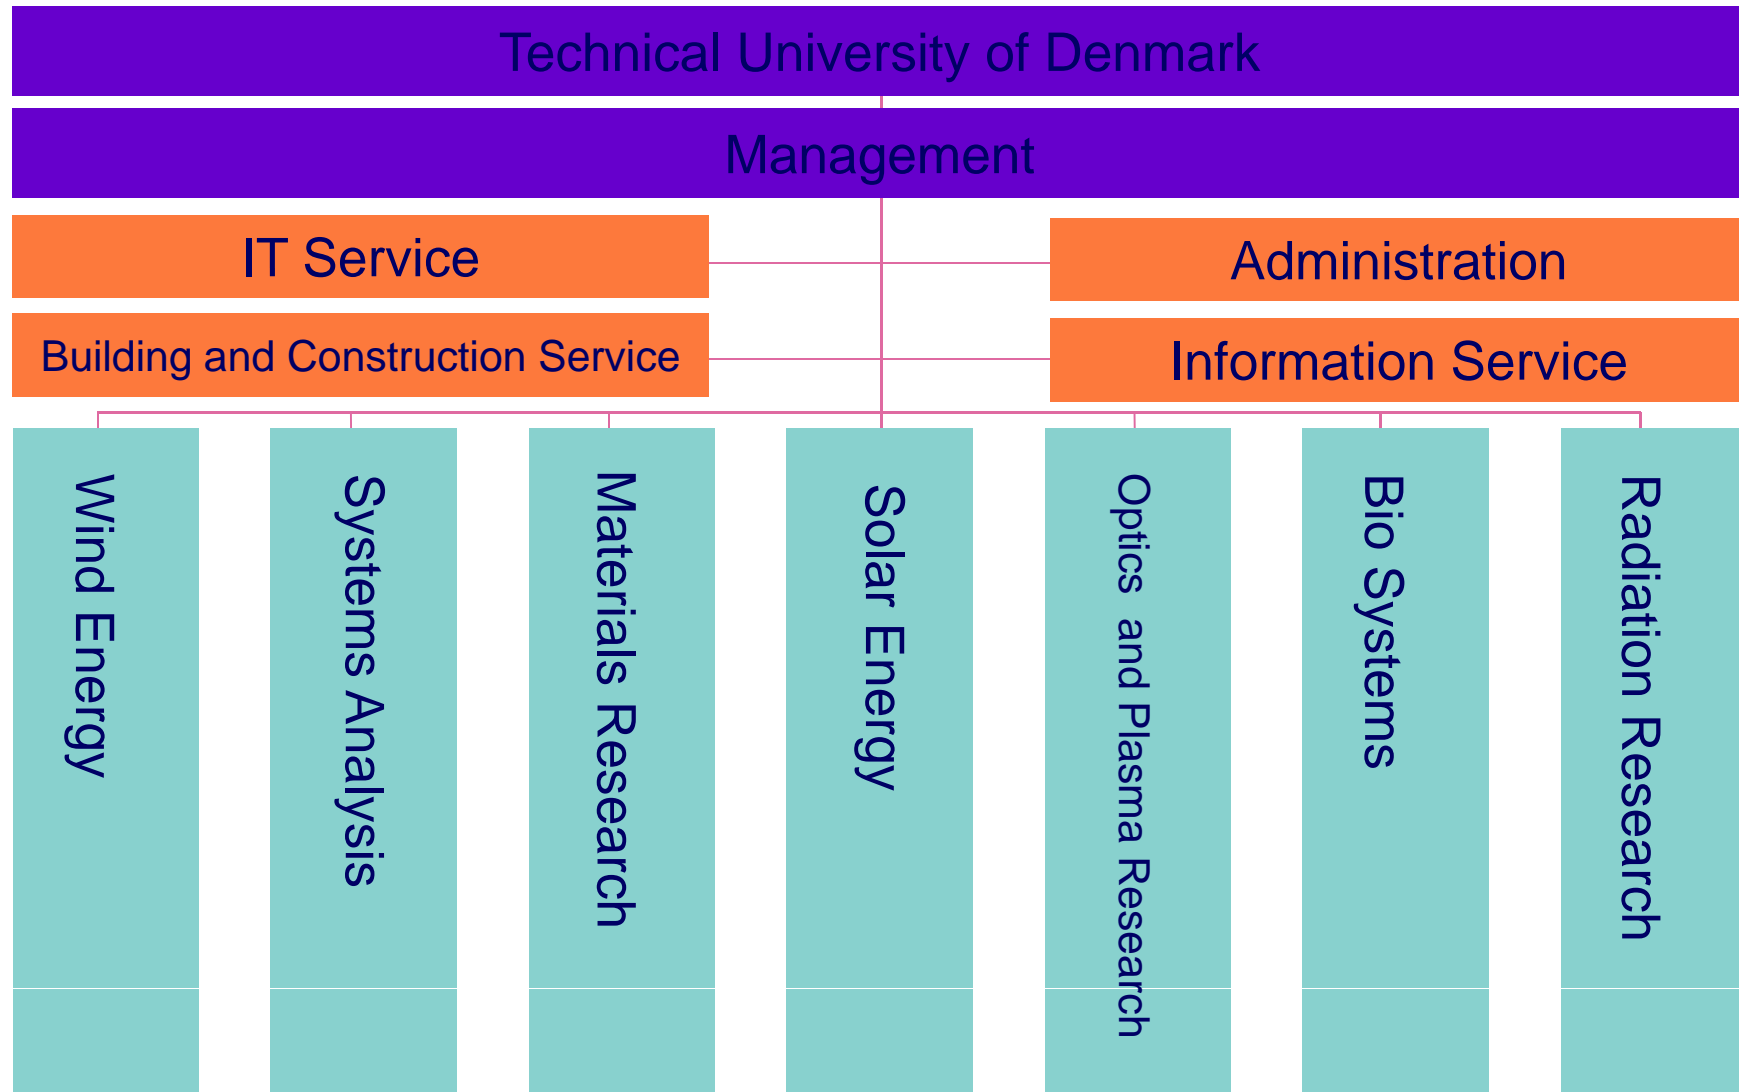 Technical University of Denmark
Management
IT Service
Administration
Building and Construction Service
Information Service
Wind Energy
Systems Analysis
Materials Research
Solar Energy
Optics and Plasma Research
Bio Systems
Radiation Research